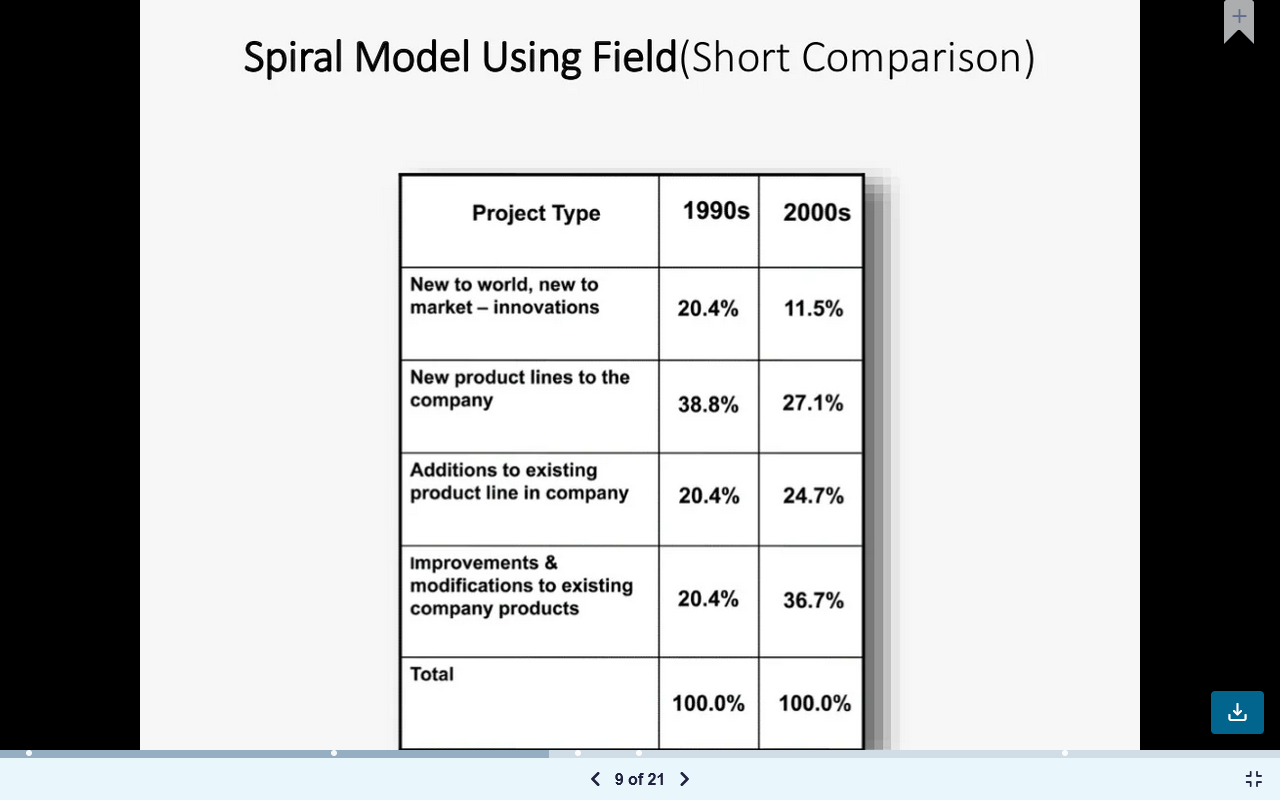 Spiral Model Using Field(Short Comparison)
Project Type 1990s 2000s
New to world, new to
market – innovations
20.4% 11.5%
New product lines to the
company
38.8% 27.1%
Additions to existing
product line in company
20.4% 24.7%
Improvements &
modifications to existing
company products
20.4% 36.7%
Total
100.0% 100.0%
9 of 21